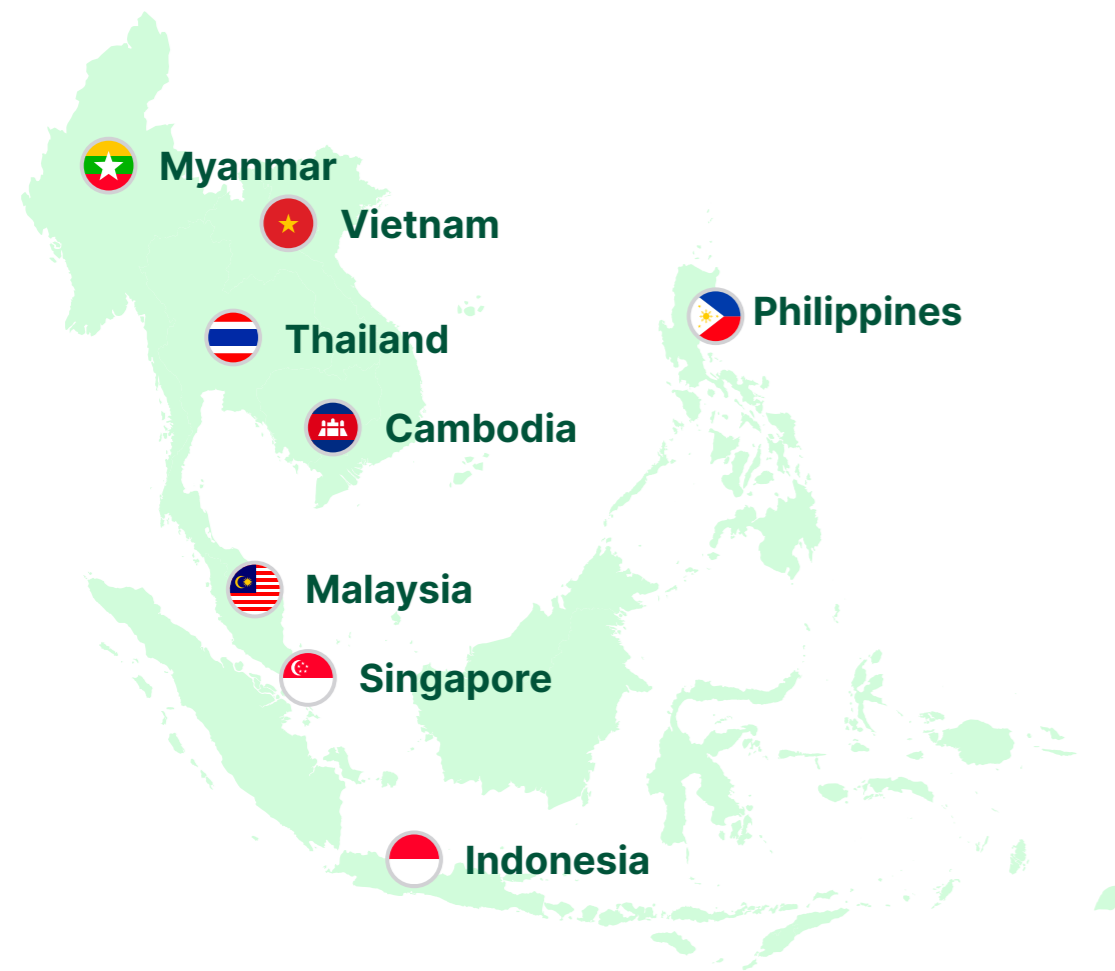 Myanmar
Vietnam
Philippines
Thailand
Cambodia
Malaysia
Singapore
Indonesia